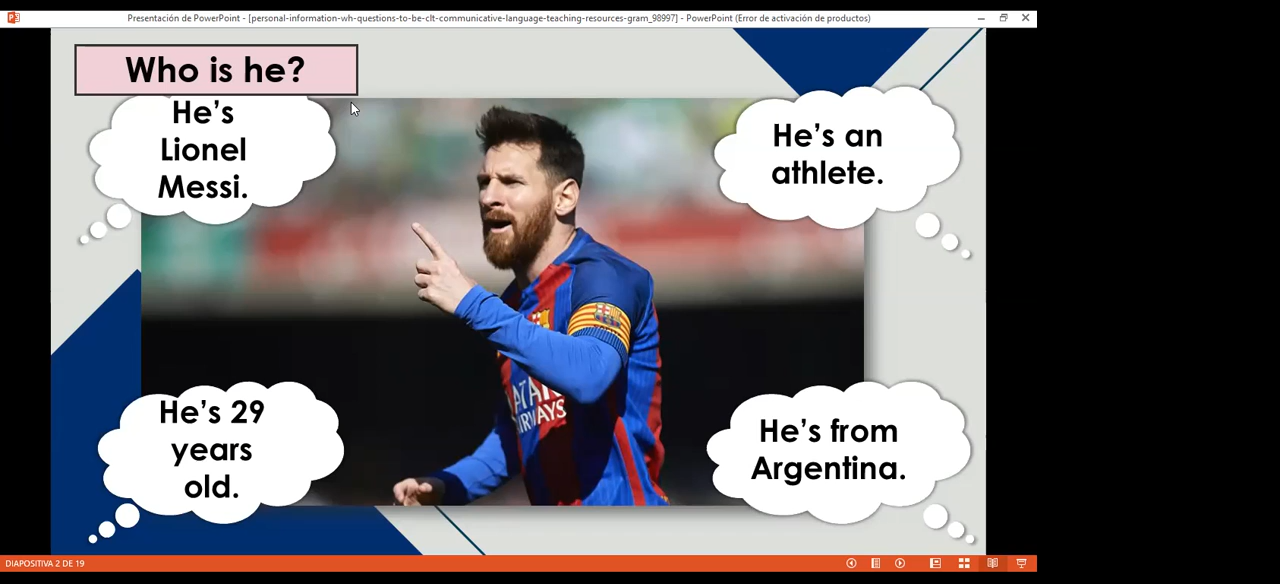 Presentación de PowerPoint - [personal-information-wh-questions-to-be-clt-communicative-language-teaching-resources-gram_98997] - PowerPoint (Error de activación de productos)
Who is he?
He's
Lionel
Messi.
He's an
athlete.
QATAR
AIRWAYS
He's 29
years
old.
He's from
Argentina.
DIAPOSITIVA 2 DE 19